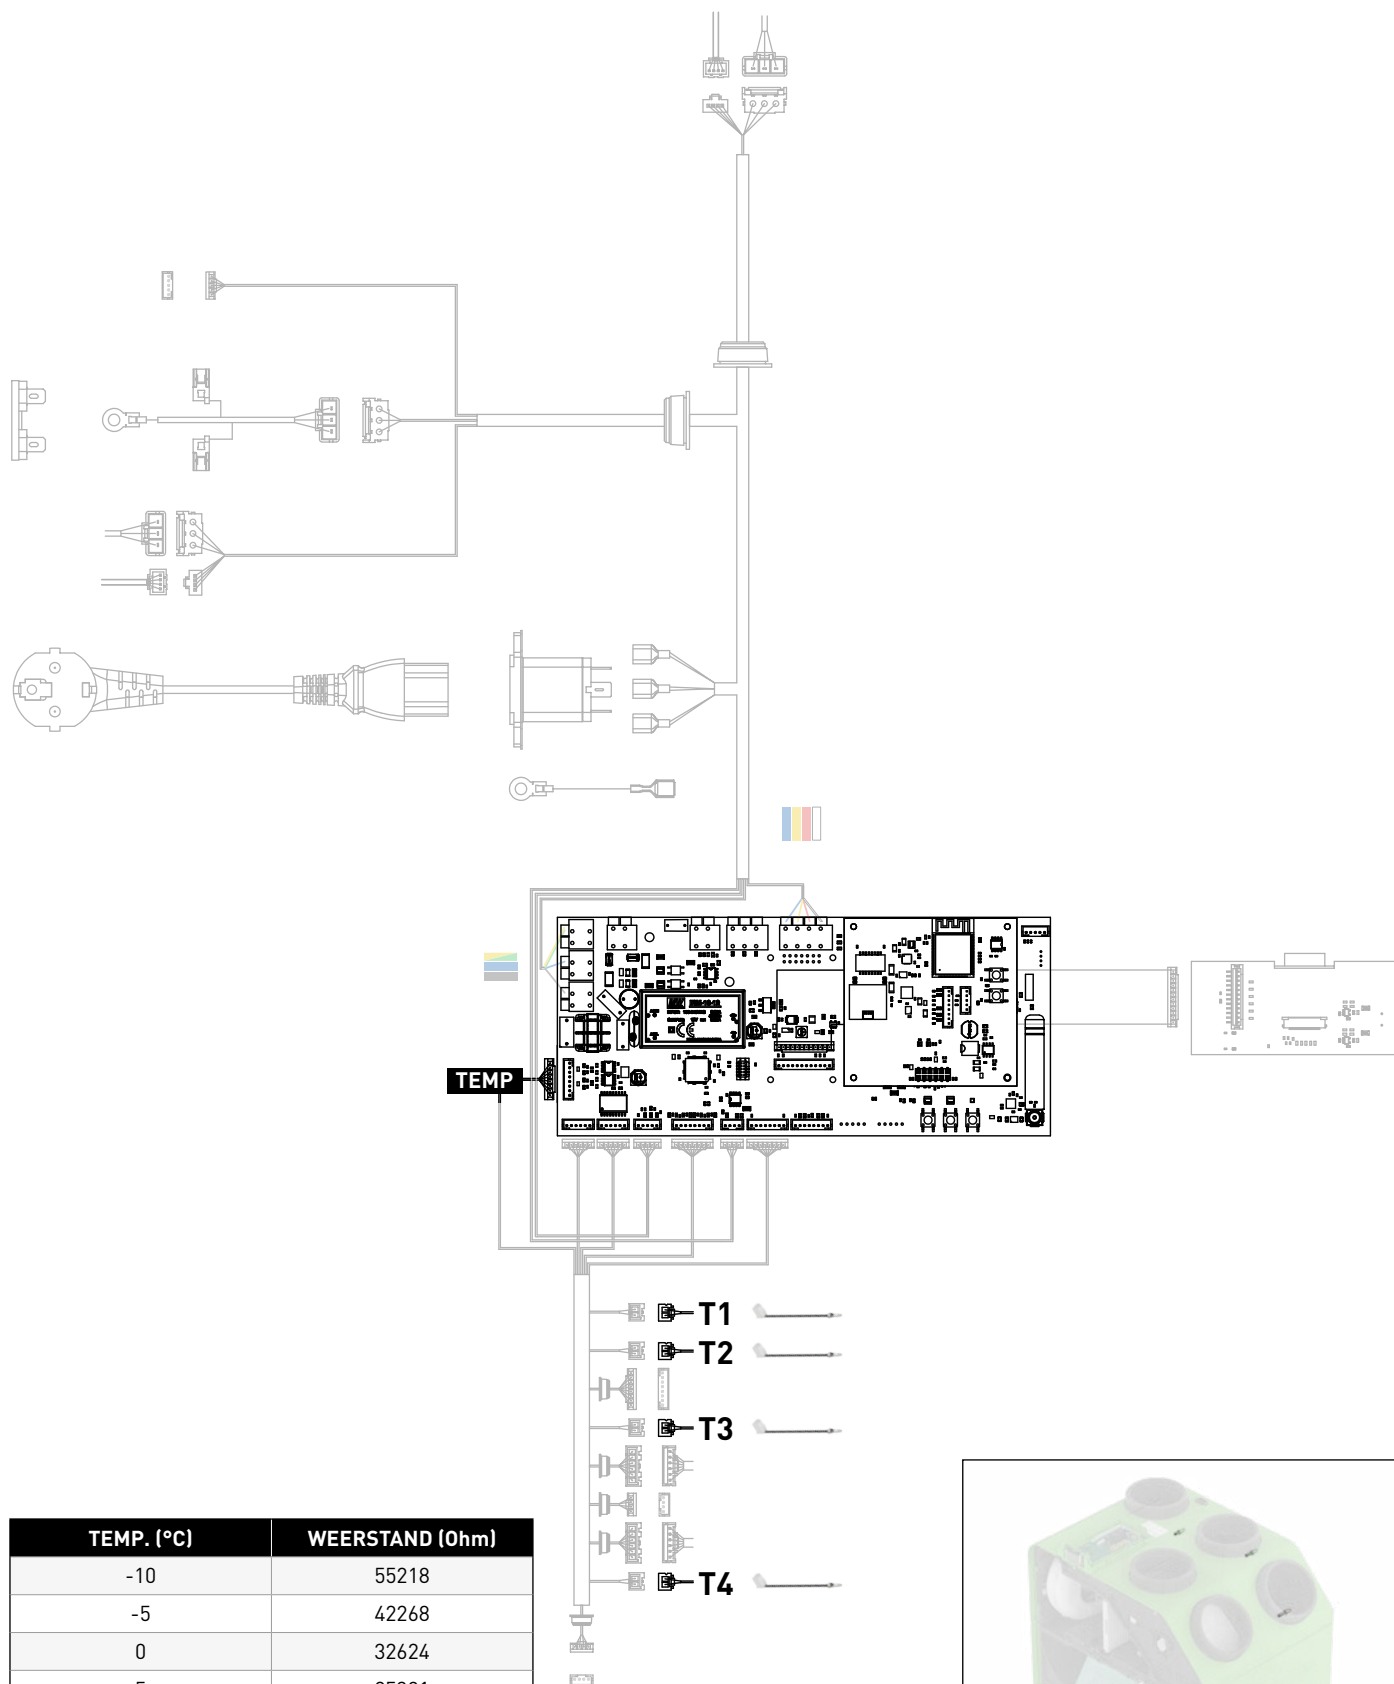 TEMP
T1
T2
T3
T4
TEMP. (°C) WEERSTAND (Ohm)
-10 55218
-5 42268
0 32624